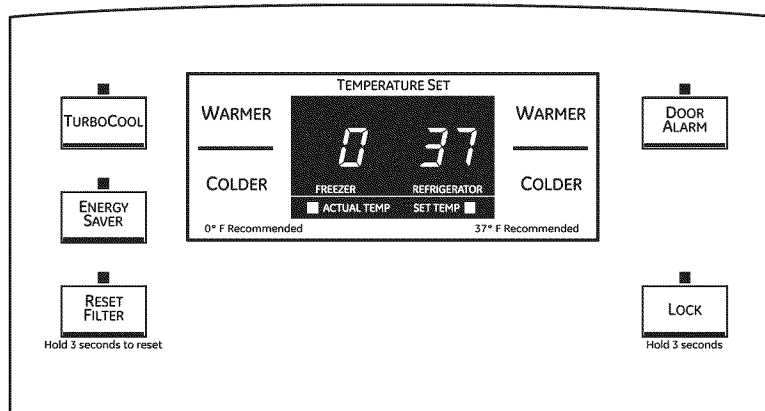 TEMPERATURE SET
TURBOCOOL
WARMER
WARMER
DOOR
ALARM
0 37
COLDER
COLDER
FREEZER REFRIGERATOR
ENERGY
SAVER
ACTUAL TEMP SET TEMP
0° F Recommended 37° F Recommended
RESET
FILTER
LOCK
Hold 3 seconds to reset
Hold 3 seconds